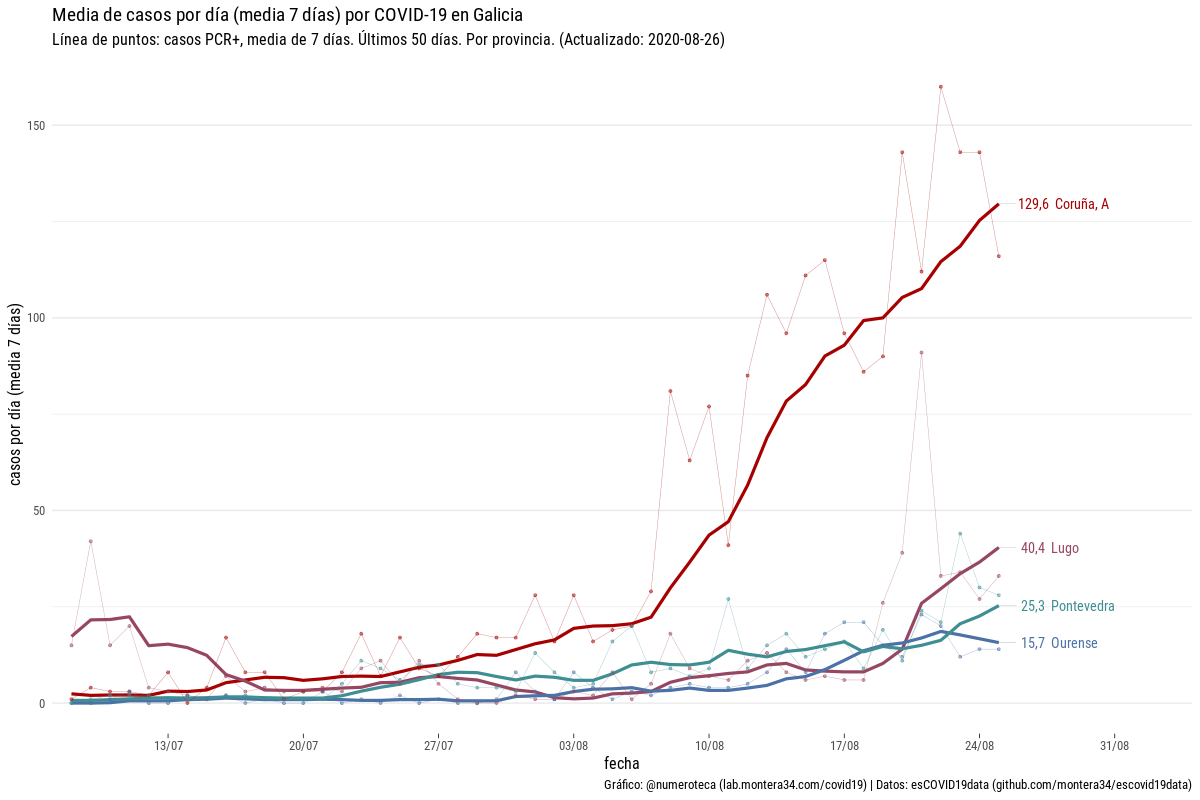 Media de casos por día (media 7 días) por COVID-19 en Galicia
Línea de puntos: casos PCR+, media de 7 días. Últimos 50 días. Por provincia. (Actualizado: 2020-08-26)
casos por día (media 7 días)
150
100
50
0
129,6 Coruña, A
40,4 Lugo
25,3 Pontevedra
15,7 Ourense
13/07 20/07 27/07 03/08 10/08 17/08 24/08 31/08
fecha
Gráfico: @numeroteca (lab.montera34.com/covid19) | Datos: esCOVID19data (github.com/montera34/escovid19data)